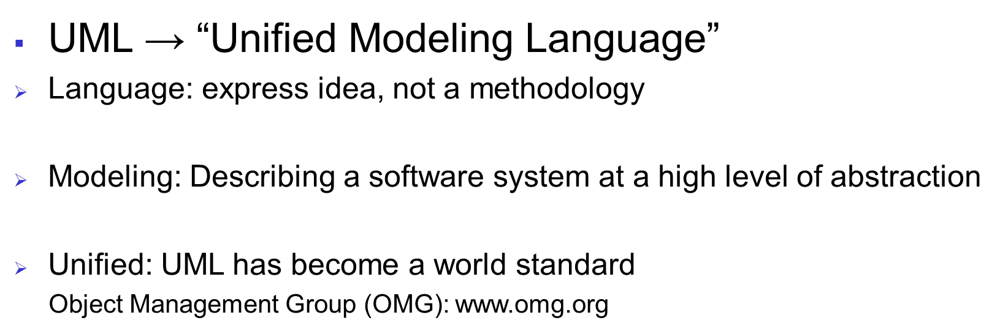 ▪ UML → “Unified Modeling Language”
➢ Language: express idea, not a methodology
➢ Modeling: Describing a software system at a high level of abstraction
➢ Unified: UML has become a world standard
Object Management Group (OMG): www.omg.org